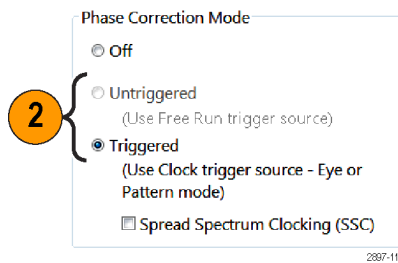 Phase Correction Mode
Off
2
Untriggered
(Use Free Run trigger source)
Triggered
(Use Clock trigger source - Eye or
Pattern mode)
Spread Spectrum Clocking (SSC)
2897-11